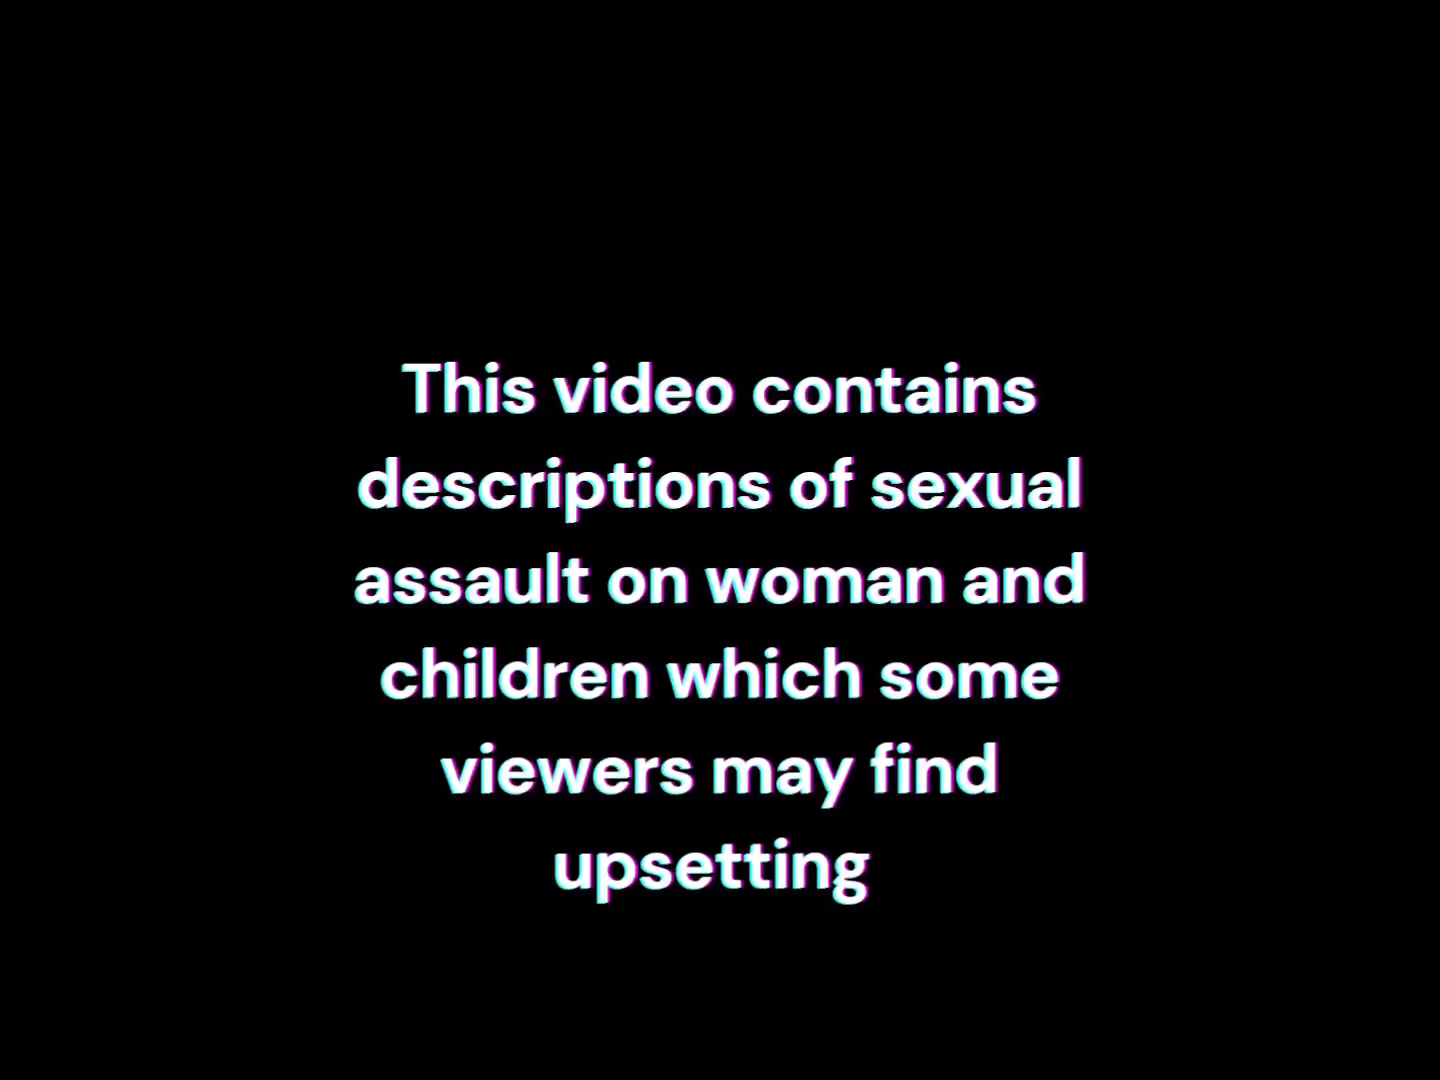 This video contains
descriptions of sexual
assault on woman and
children which some
viewers may find
upsetting